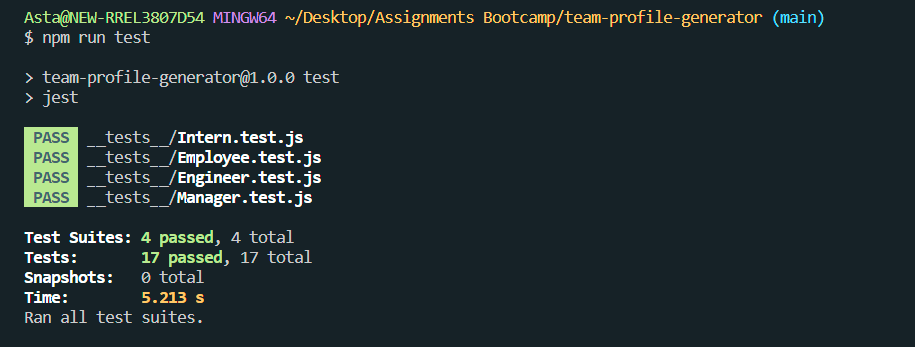 Asta@NEW-RREL3807D54 MINGW64 ~/Desktop/Assignments Bootcamp/team-profile-generator (main)
$ npm run test
> team-profile-generator@1.0.0 test
> jest
PASS __tests__/Intern.test.js
PASS __tests__/Employee.test.js
PASS __tests__/Engineer.test.js
PASS __tests__/Manager.test.js
Test Suites: 4 passed, 4 total
Tests: 17 passed, 17 total
Snapshots: 0 total
Time: 5.213 s
Ran all test suites.